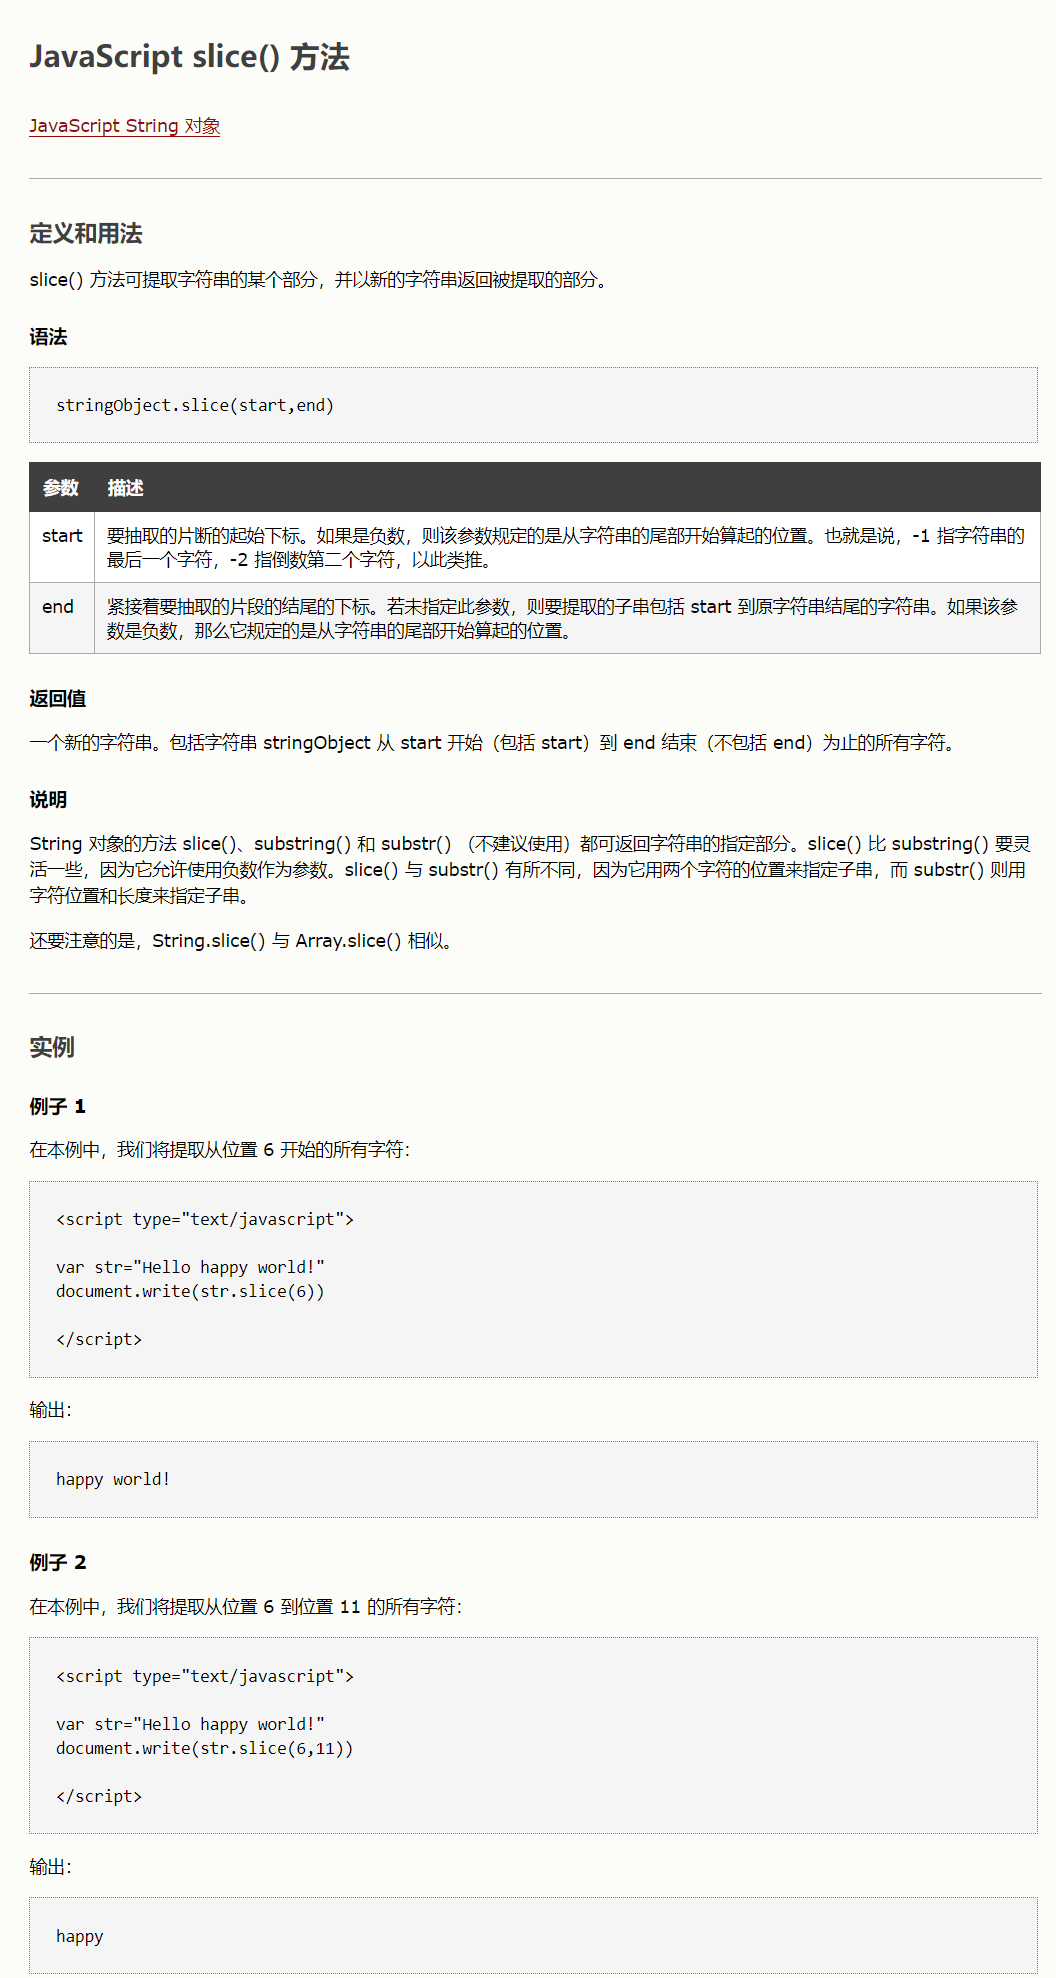 JavaScript slice() 方法
JavaScript String 对象
定义和用法
slice() 方法可提取字符串的某个部分，并以新的字符串返回被提取的部分。
语法
stringObject.slice(start,end)
参数 描述
start 要抽取的片断的起始下标。如果是负数，则该参数规定的是从字符串的尾部开始算起的位置。也就是说，-1 指字符串的
最后一个字符，-2 指倒数第二个字符，以此类推。
end 紧接着要抽取的片段的结尾的下标。若未指定此参数，则要提取的子串包括 start 到原字符串结尾的字符串。如果该参
数是负数，那么它规定的是从字符串的尾部开始算起的位置。
返回值
一个新的字符串。包括字符串 stringObject 从 start 开始（包括 start）到 end 结束（不包括 end）为止的所有字符。
说明
String 对象的方法 slice()、substring() 和 substr() （不建议使用）都可返回字符串的指定部分。slice() 比 substring() 要灵
活一些，因为它允许使用负数作为参数。slice() 与 substr() 有所不同，因为它用两个字符的位置来指定子串，而 substr() 则用
字符位置和长度来指定子串。
还要注意的是，String.slice() 与 Array.slice() 相似。
实例
例子 1
在本例中，我们将提取从位置 6 开始的所有字符：
<script type="text/javascript">
var str="Hello happy world!"
document.write(str.slice(6))
</script>
输出：
happy world!
例子 2
在本例中，我们将提取从位置 6 到位置 11 的所有字符：
<script type="text/javascript">
var str="Hello happy world!"
document.write(str.slice(6,11))
</script>
输出：
happy